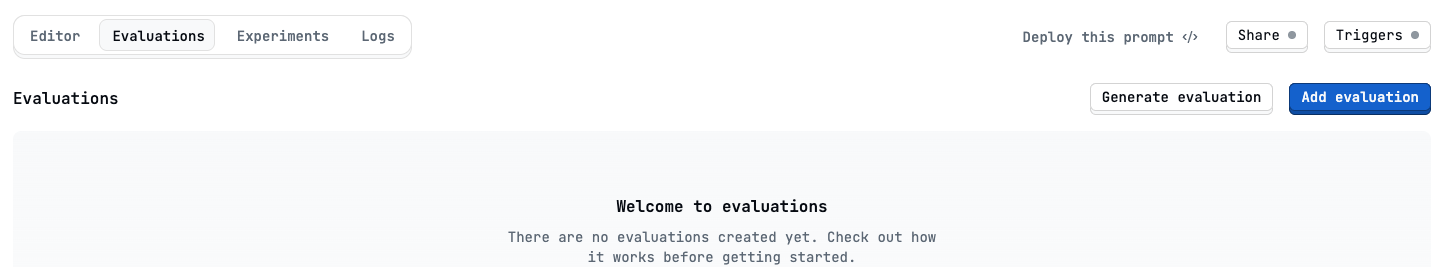 Editor Evaluations Experiments Logs Deploy this prompt </> Share Triggers
Evaluations Generate evaluation Add evaluation
Welcome to evaluations
There are no evaluations created yet. Check out how
it works before getting started.